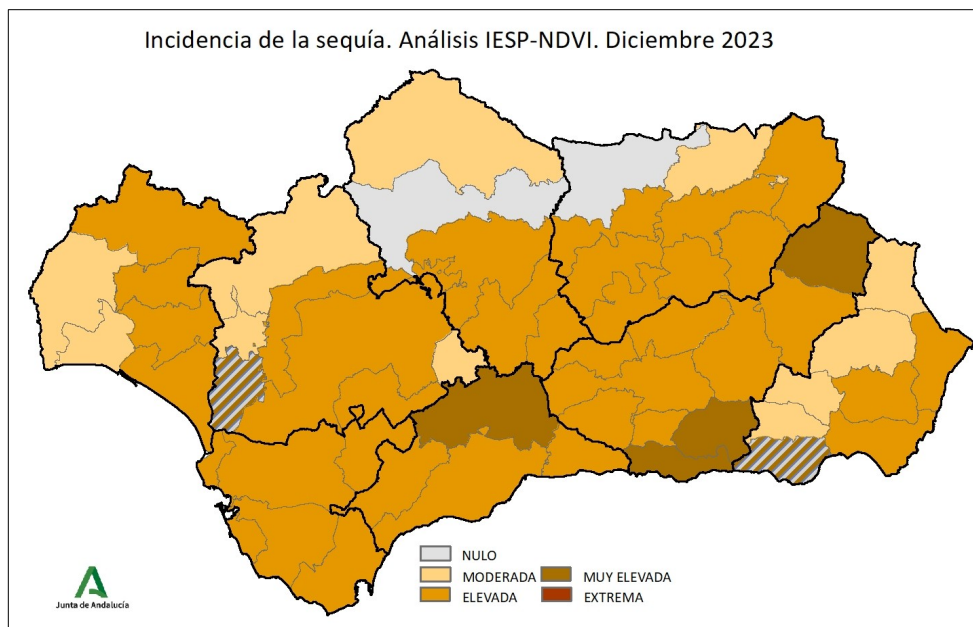 Incidencia de la sequía. Análisis IESP-NDVI. Diciembre 2023
NULO
MODERADA
MUY ELEVADA
ELEVADA
EXTREMA
Junta de Andalucía